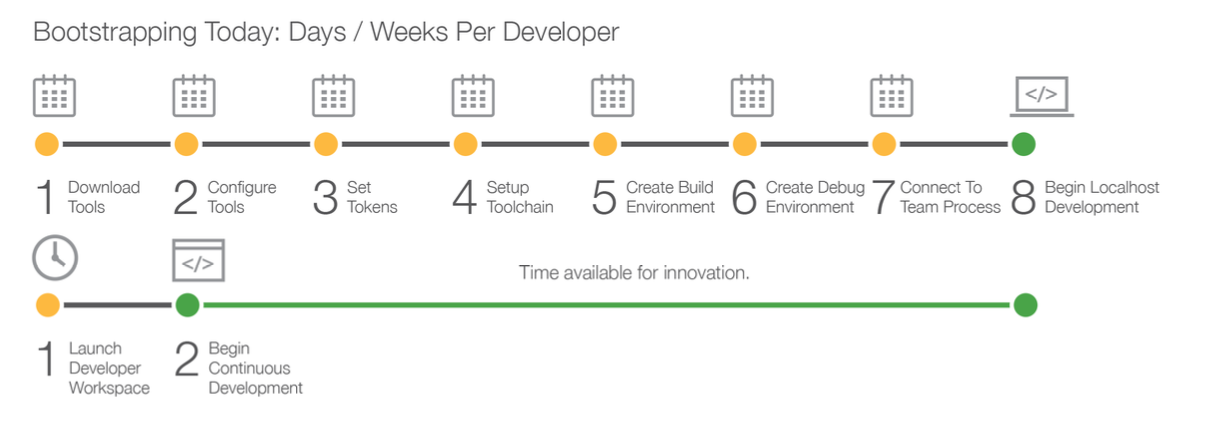 Bootstrapping Today: Days / Weeks Per Developer
</>
1 Download Tools
2 Configure Tools
3 Set Tokens
4 Setup Toolchain
5 Create Build Environment
6 Create Debug Environment
7 Connect To Team Process
8 Begin Localhost Development
</>
Time available for innovation.
1 Launch Developer Workspace
2 Begin Continuous Development